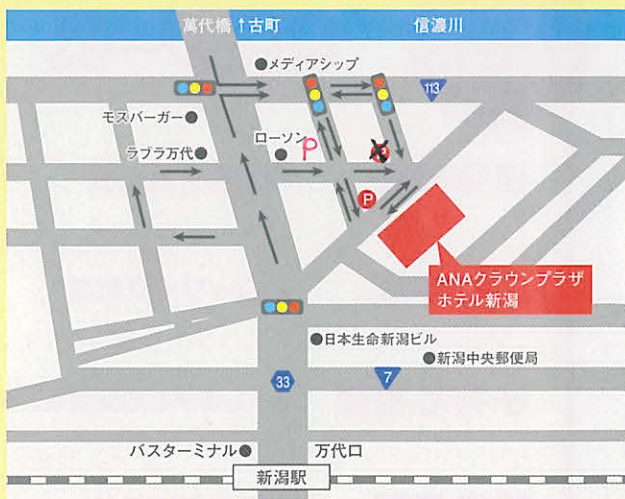 萬代橋 ↑古町
信濃川
メディアシップ
113
モスバーガー
ローソン
P
ラブラ万代
P
ANAクラウンプラザ
ホテル新潟
日本生命新潟ビル
新潟中央郵便局
33
7
バスターミナル
万代口
新潟駅